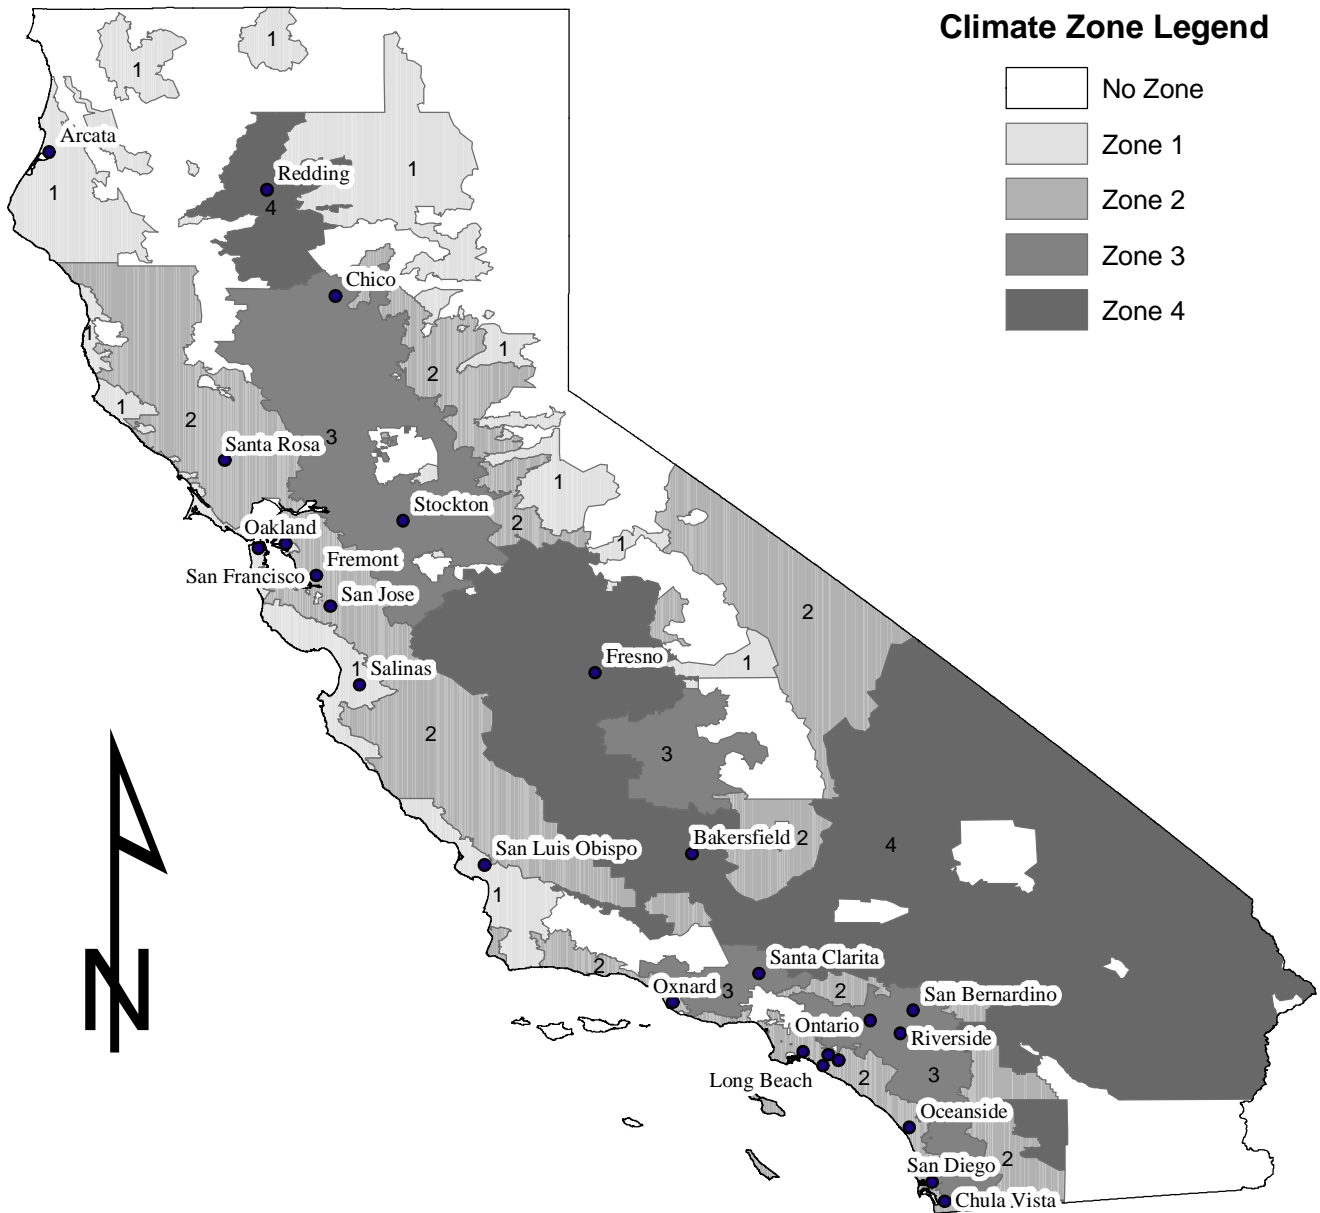 Climate Zone Legend
No Zone
Zone 1
Zone 2
Zone 3
Zone 4
1
1
Arcata
1
1
Redding
4
Chico
1
1
2
1
2
3
Santa Rosa
1
Stockton
2
Oakland
1
Fremont
San Francisco
San Jose
2
Fresno
1
1
Salinas
2
3
Bakersfield
2
4
San Luis Obispo
1
N
Santa Clarita
2
Oxnard
3
2
San Bernardino
Ontario
Riverside
Long Beach
2
3
Oceanside
San Diego
2
Chula Vista